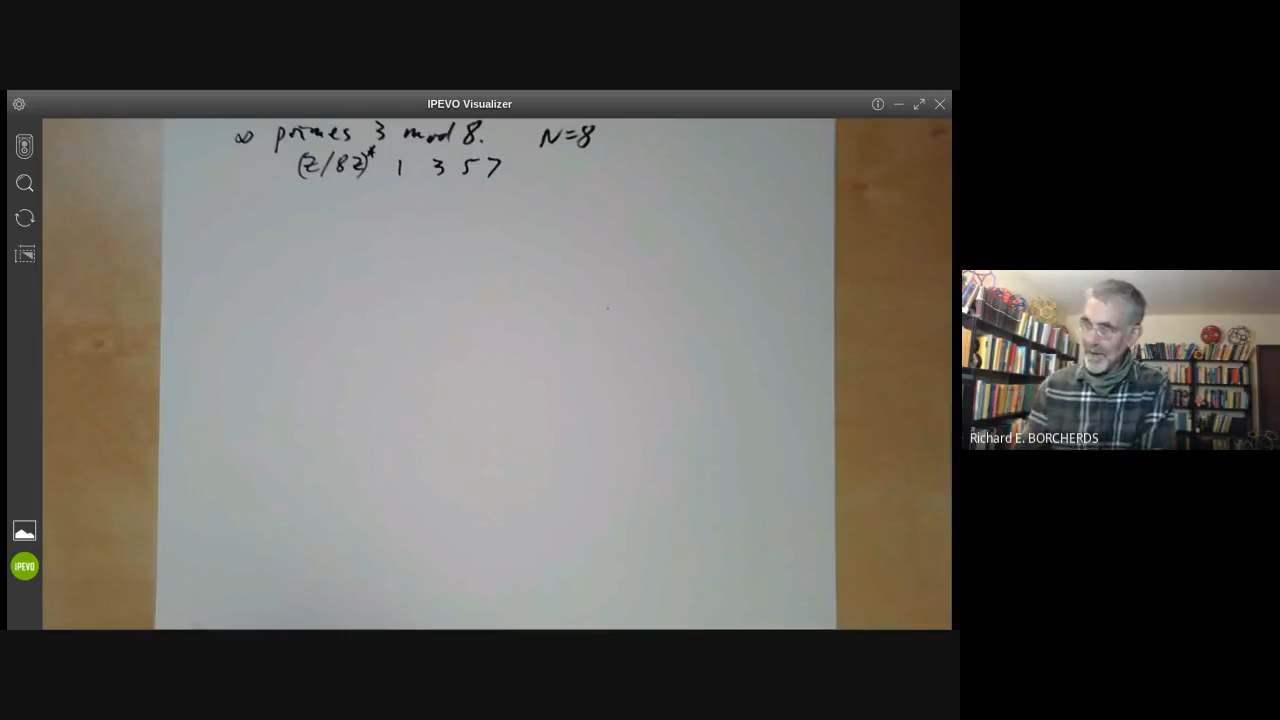 IPEVO Visualizer
∞ primes 3 mod 8. N=8
(Z/8Z)* 1 3 5 7
IPEVO
Richard E. BORCHERDS